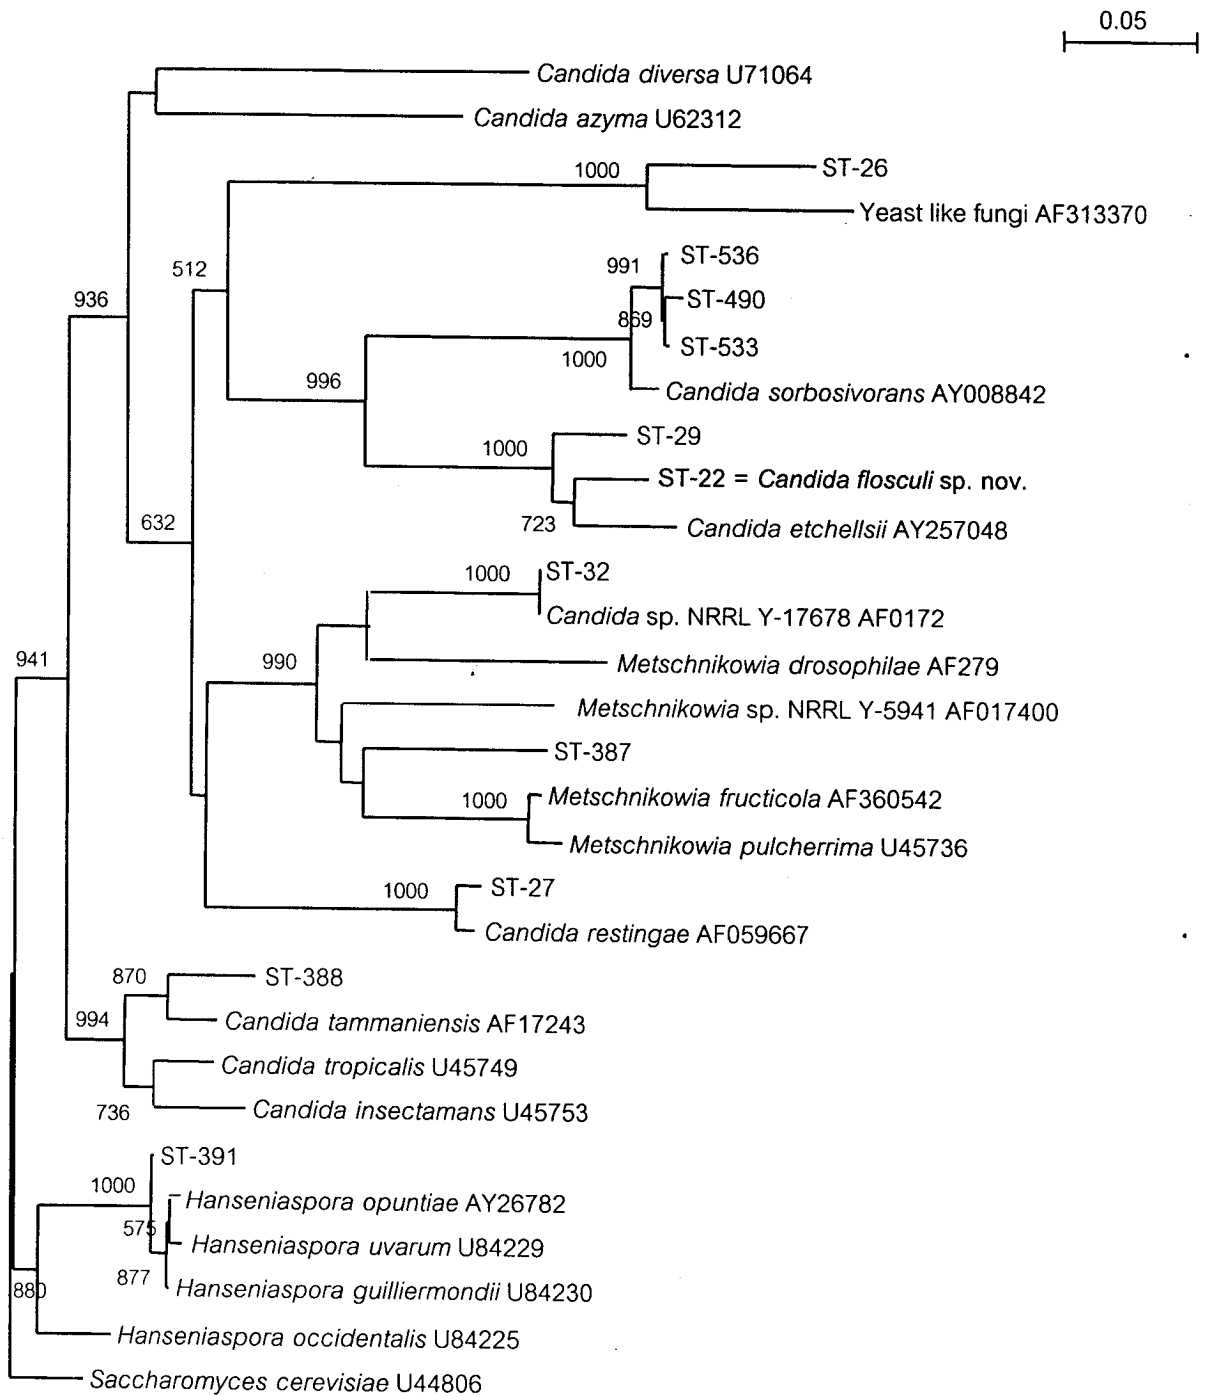 0.05
Candida diversa U71064
Candida azyma U62312
1000
ST-26
Yeast like fungi AF313370
ST-536
991
512
ST-490
936
869
ST-533
1000
996
Candida sorbosivorans AY008842
ST-29
1000
ST-22 = Candida flosculi sp. nov.
632
723
Candida etchellsii AY257048
1000
ST-32
Candida sp. NRRL Y-17678 AF0172
941
990
Metschnikowia drosophilae AF279
Metschnikowia sp. NRRL Y-5941 AF017400
ST-387
1000
Metschnikowia fructicola AF360542
Metschnikowia pulcherrima U45736
1000
ST-27
Candida restingae AF059667
870
ST-388
994
Candida tammaniensis AF17243
Candida tropicalis U45749
736
Candida insectamans U45753
ST-391
1000
Hanseniaspora opuntiae AY26782
575
Hanseniaspora uvarum U84229
877
Hanseniaspora guilliermondii U84230
880
Hanseniaspora occidentalis U84225
Saccharomyces cerevisiae U44806